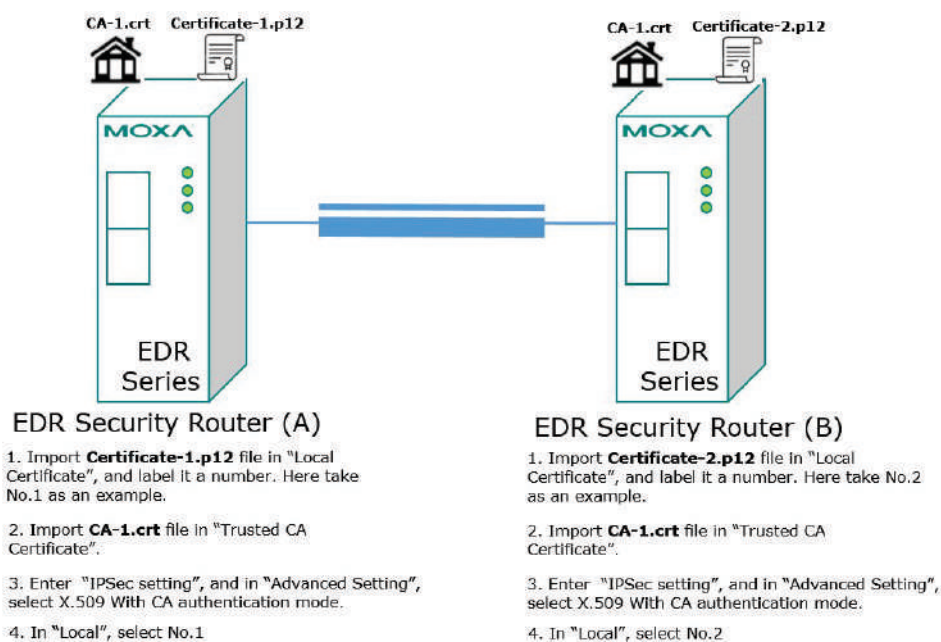 CA-1.crt Certificate-1.p12
MOXA
EDR
Series
EDR Security Router (A)
1. Import Certificate-1.p12 file in "Local
Certificate", and label it a number. Here take
No.1 as an example.
2. Import CA-1.crt file in "Trusted CA
Certificate".
3. Enter "IPSec setting", and in "Advanced Setting",
select X.509 With CA authentication mode.
4. In "Local", select No.1
CA-1.crt Certificate-2.p12
MOXA
EDR
Series
EDR Security Router (B)
1. Import Certificate-2.p12 file in "Local
Certificate", and label it a number. Here take No.2
as an example.
2. Import CA-1.crt file in "Trusted CA
Certificate".
3. Enter "IPSec setting", and in "Advanced Setting",
select X.509 With CA authentication mode.
4. In "Local", select No.2